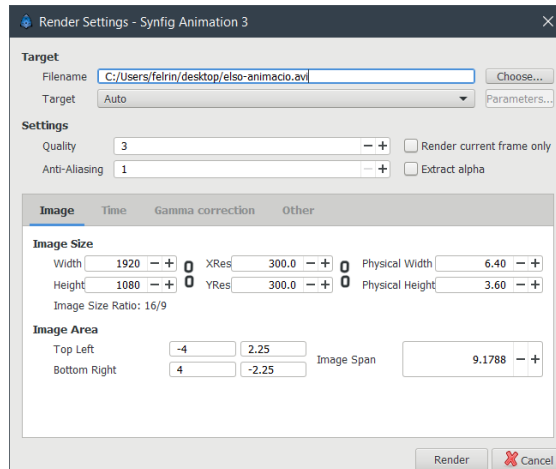 Render Settings - Synfig Animation 3
Target
Filename C:/Users/felrin/desktop/elso-animacio.avi Choose...
Target Auto Parameters...
Settings
Quality 3 Render current frame only
Anti-Aliasing 1 Extract alpha
Image Time Gamma correction Other
Image Size
Width 1920 XRes 300.0 Physical Width 6.40
Height 1080 YRes 300.0 Physical Height 3.60
Image Size Ratio: 16/9
Image Area
Top Left -4 2.25
Image Span 9.1788
Bottom Right 4 -2.25
Render Cancel